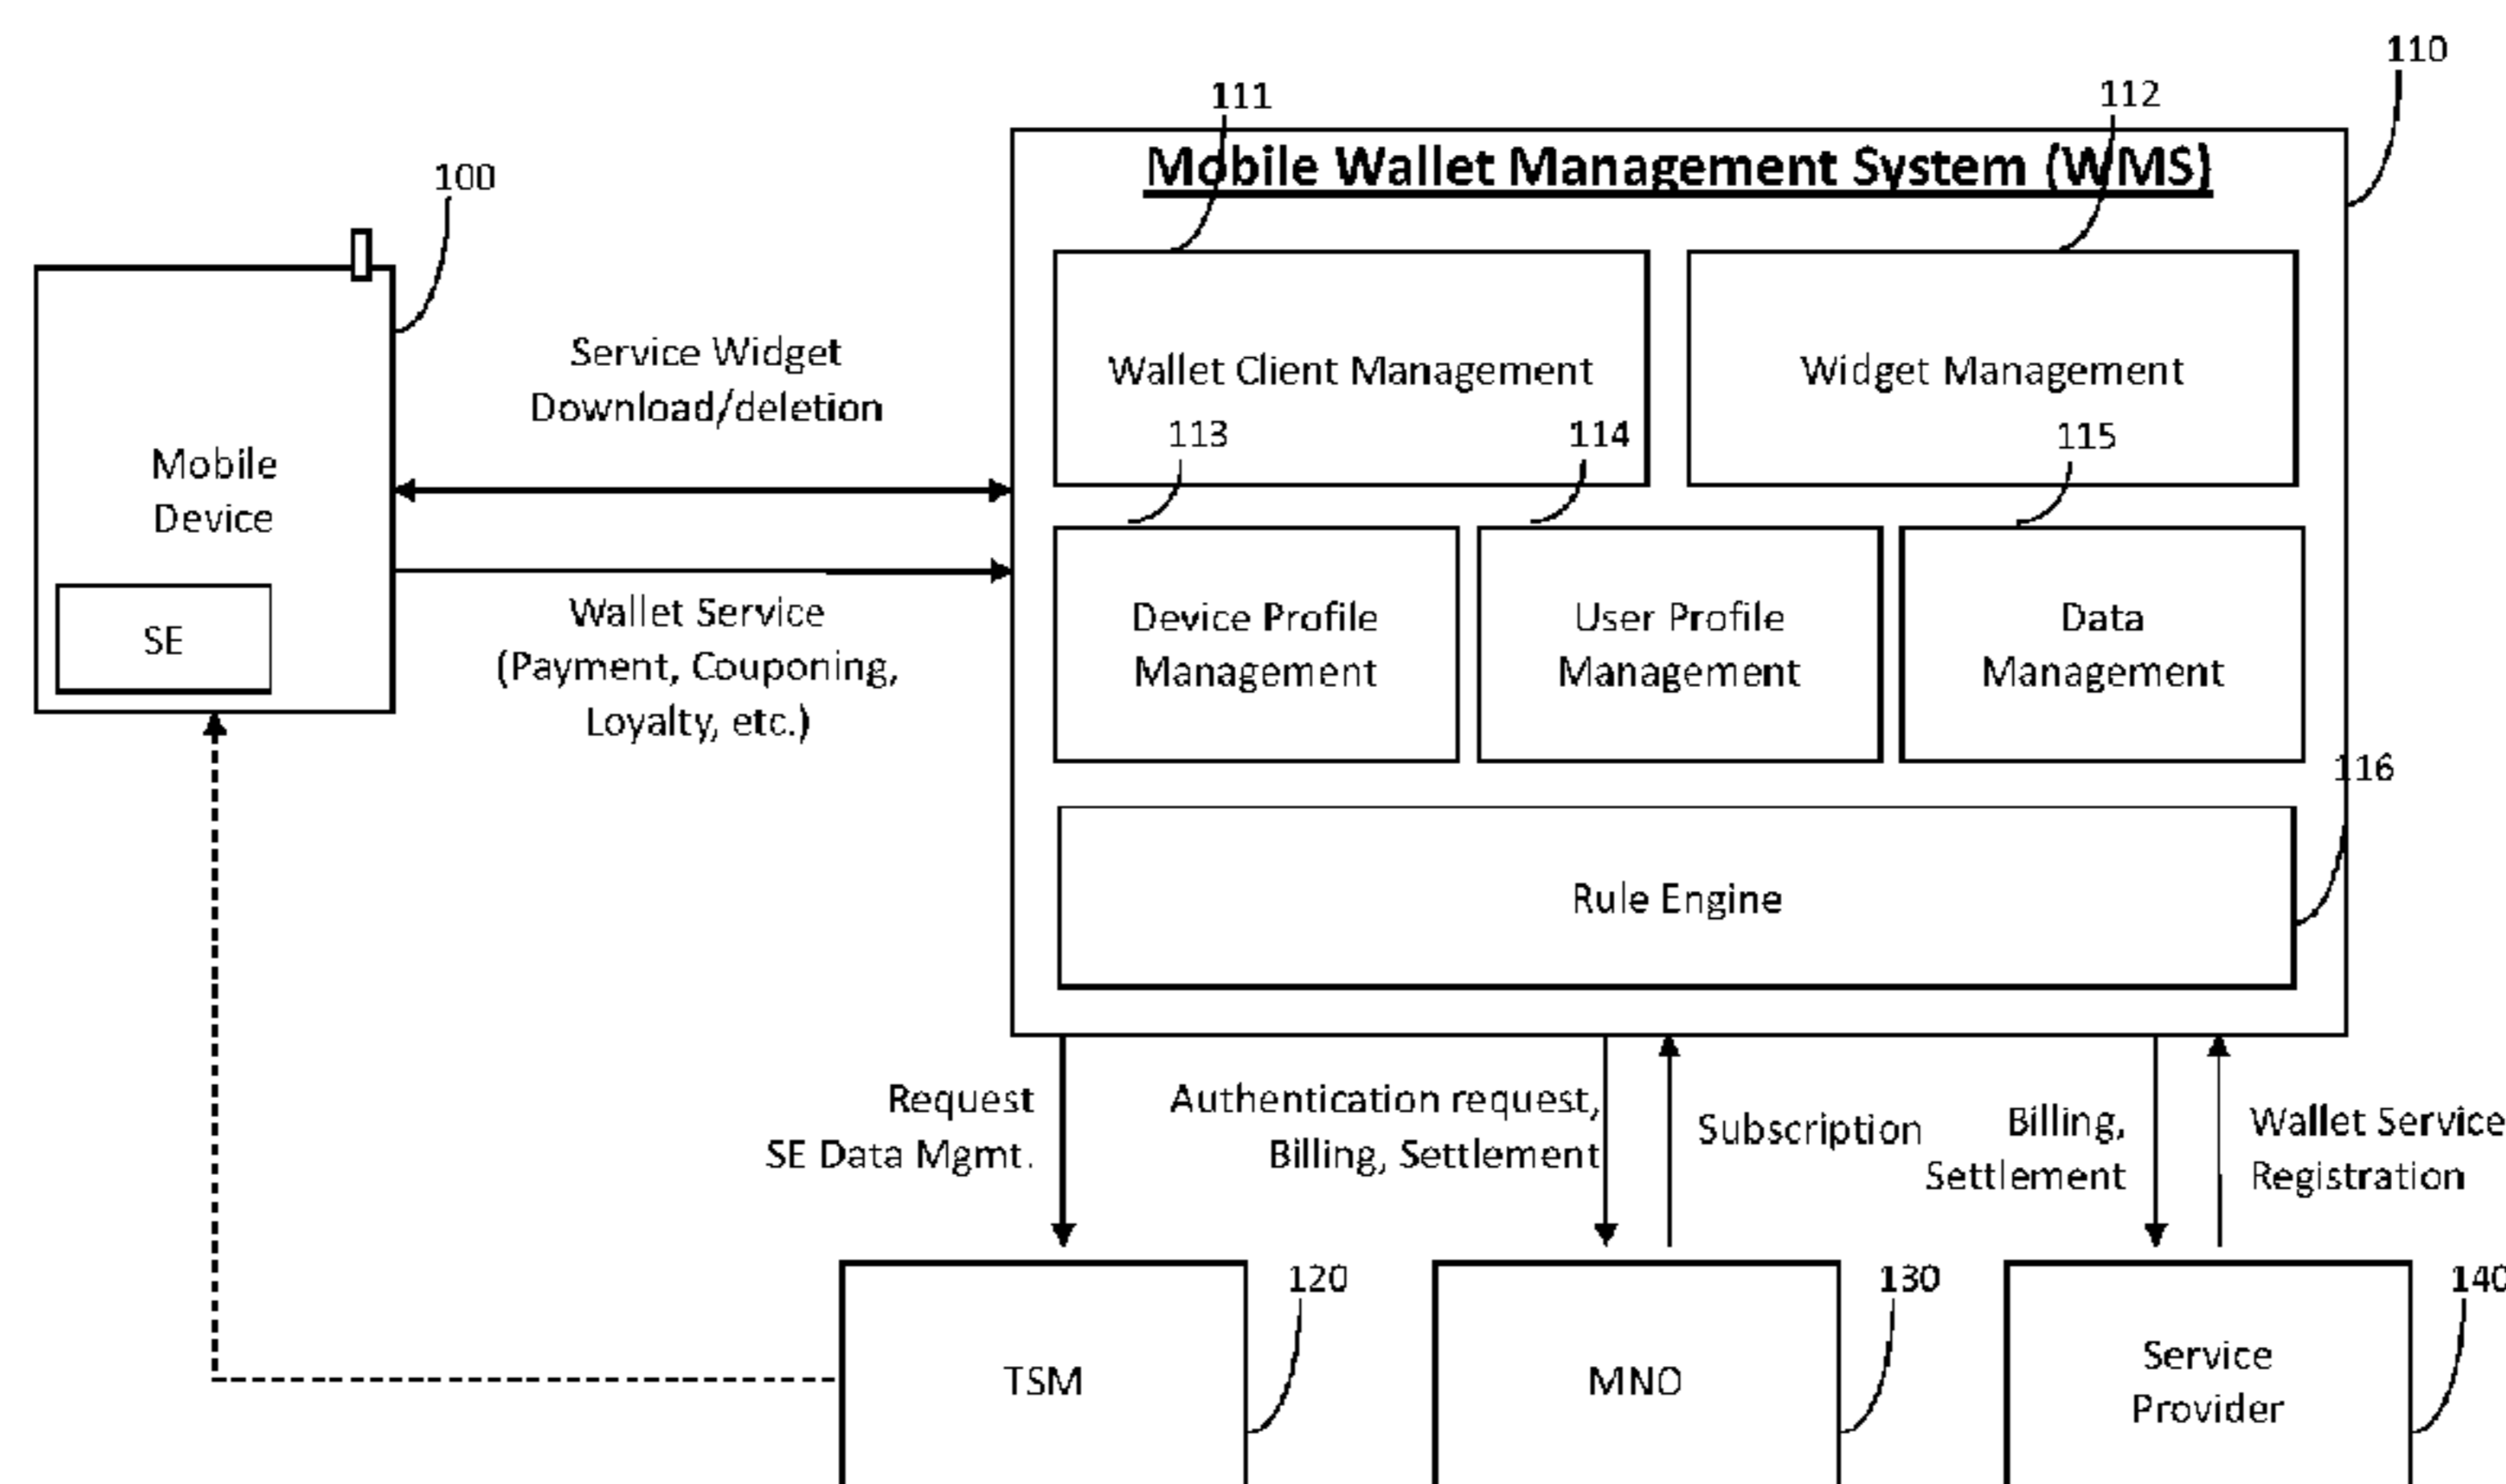 110
111
112
Mobile Wallet Management System (WMS)
100
Service Widget
Download/deletion
Wallet Client Management
Widget Management
113
114
115
Mobile
Device
SE
Wallet Service
(Payment, Couponing,
Loyalty, etc.)
Device Profile
Management
User Profile
Management
Data
Management
116
Rule Engine
Request
SE Data Mgmt.
Authentication request,
Billing, Settlement
Subscription
Billing,
Settlement
Wallet Service
Registration
120
130
140
TSM
MNO
Service
Provider